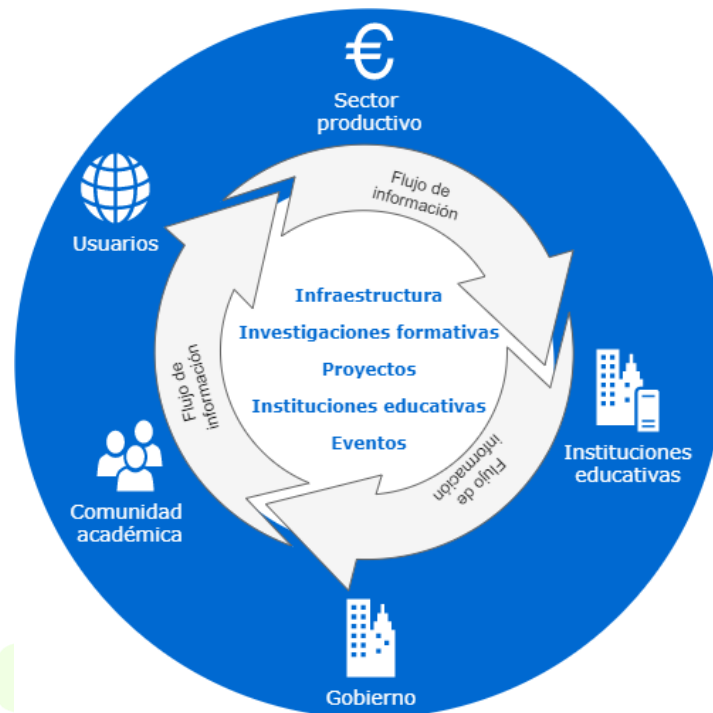 €
Sector
productivo
Flujo de
información
Usuarios
Infraestructura
Investigaciones formativas
Proyectos
Instituciones educativas
Eventos
Flujo de
información
Instituciones
educativas
Flujo de
información
Comunidad
académica
Gobierno